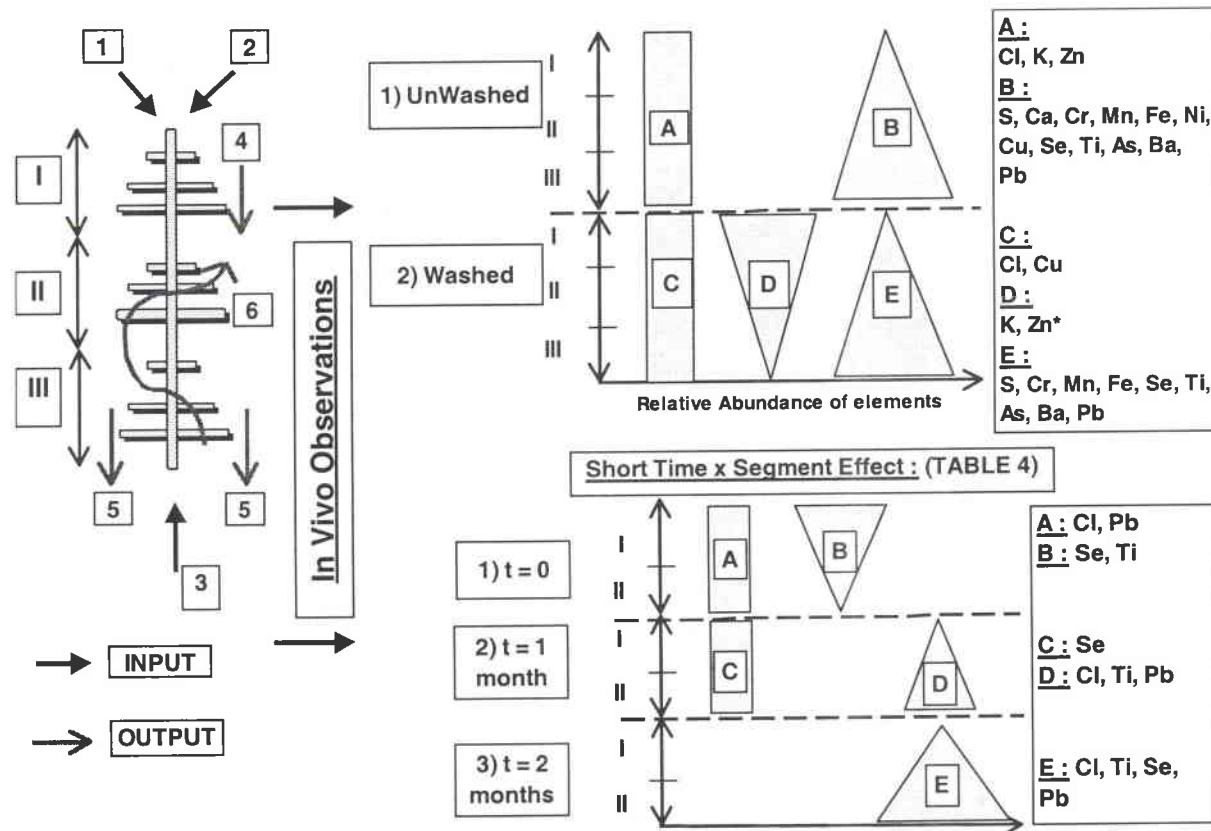 1
2
4
I
II
III
6
5
5
3
INPUT
OUTPUT
In Vivo Observations
1) UnWashed
I
II
III
A
B
2) Washed
I
II
III
C
D
E
Relative Abundance of elements
A :
Cl, K, Zn
B :
S, Ca, Cr, Mn, Fe, Ni,
Cu, Se, Ti, As, Ba,
Pb
C :
Cl, Cu
D :
K, Zn*
E :
S, Cr, Mn, Fe, Se, Ti,
As, Ba, Pb
Short Time x Segment Effect : (TABLE 4)
1) t = 0
I
II
A
B
2) t = 1
month
I
II
C
D
3) t = 2
months
I
II
E
A : Cl, Pb
B : Se, Ti
C : Se
D : Cl, Ti, Pb
E : Cl, Ti, Se,
Pb